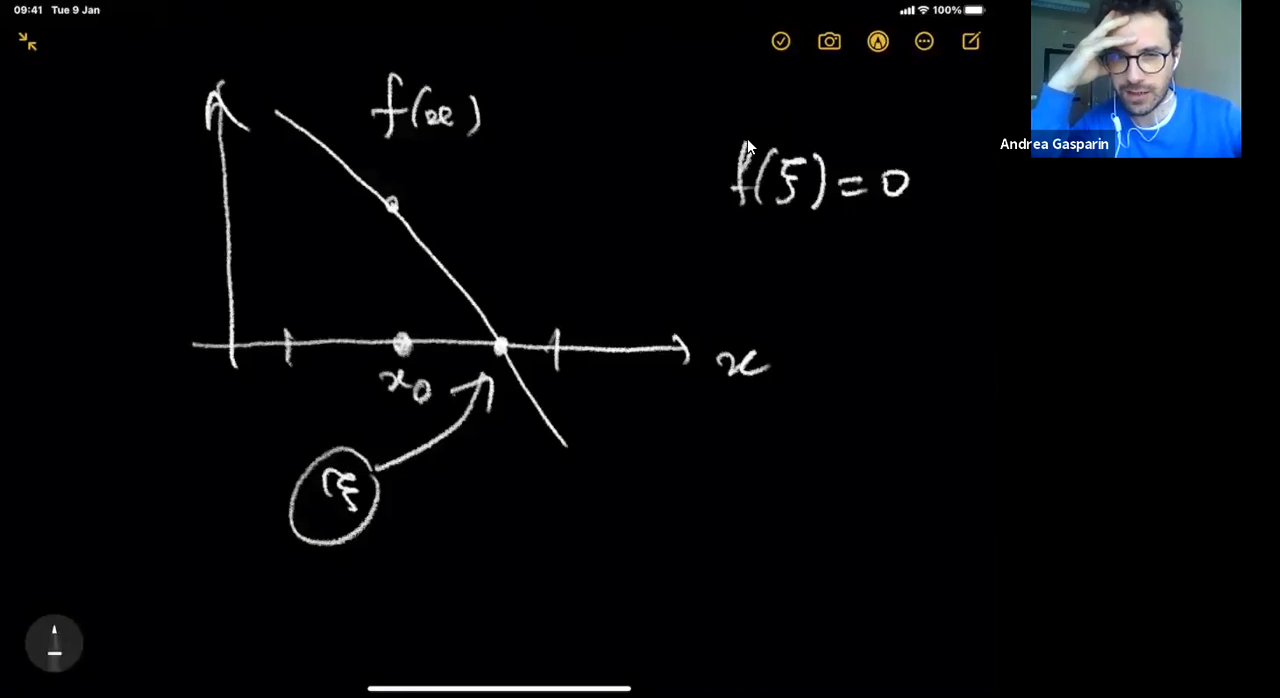 09:41 Tue 9 Jan
100%
Andrea Gasparin
f(x)
f(ξ) = 0
x₀
x
ξ